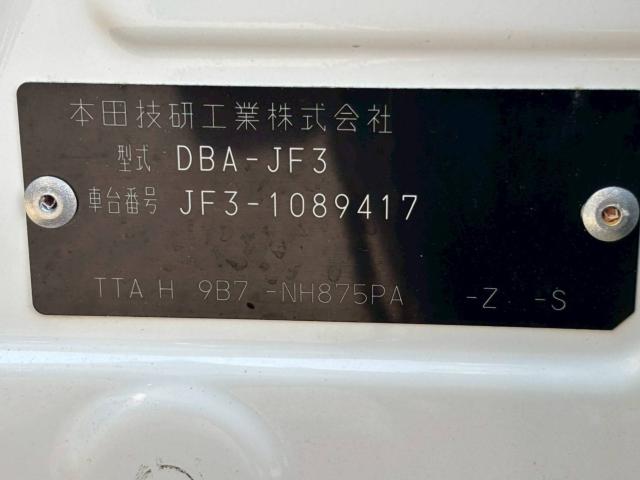 本田技研工業株式会社
型式 DBA-JF3
車台番号 JF3-1089417
TTA H 9B7 -NH875PA -Z -S